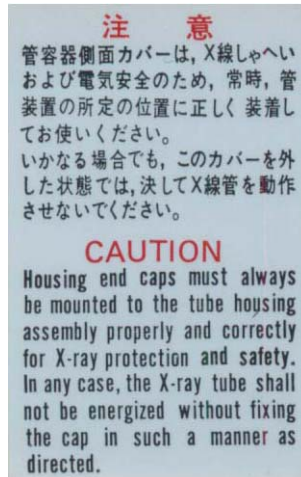 注 意
管容器側面カバーは，X線しゃへい
および電気安全のため，常時，管
装置の所定の位置に正しく 装着し
てお使いください。
いかなる場合でも，このカバーを外
した状態では，決してX線管を動作
させないでください。
CAUTION
Housing end caps must always
be mounted to the tube housing
assembly properly and correctly
for X-ray protection and safety.
In any case, the X-ray tube shall
not be energized without fixing
the cap in such a manner as
directed.